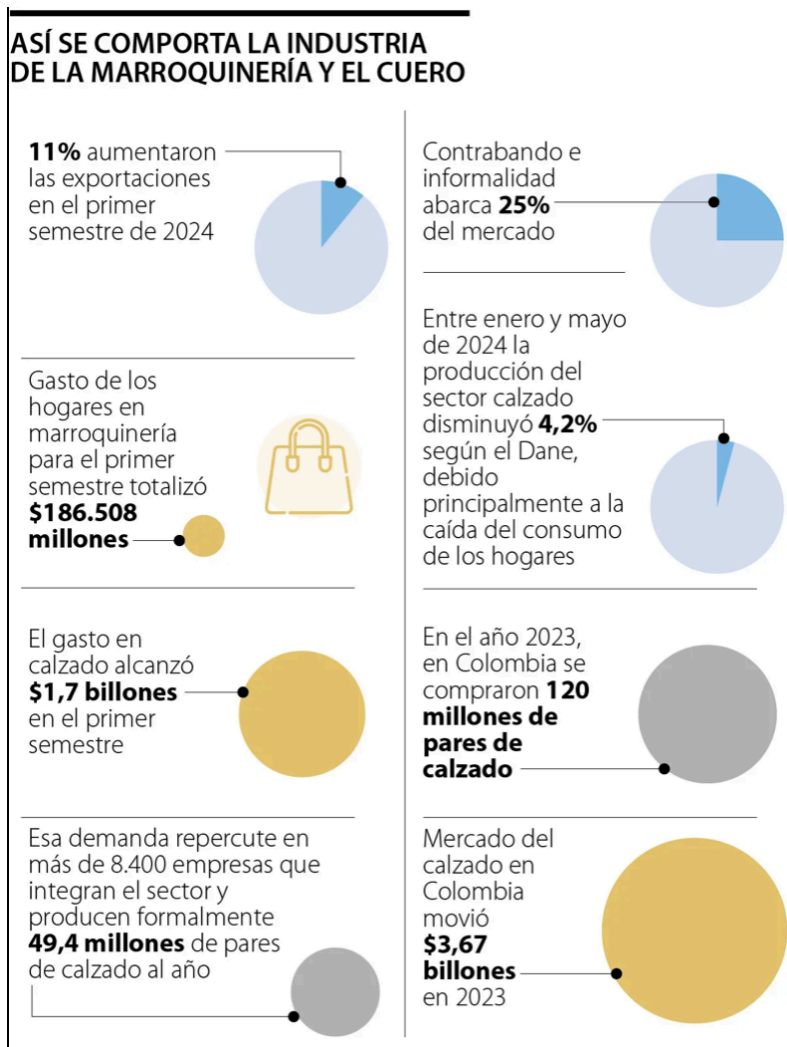 ASÍ SE COMPORTA LA INDUSTRIA
DE LA MARROQUINERÍA Y EL CUERO
11% aumentaron
las exportaciones
en el primer
semestre de 2024
Gasto de los
hogares en
marroquinería
para el primer
semestre totalizó
$186.508
millones
El gasto en
calzado alcanzó
$1,7 billones
en el primer
semestre
Esa demanda repercute en
más de 8.400 empresas que
integran el sector y
producen formalmente
49,4 millones de pares
de calzado al año
Contrabando e
informalidad
abarca 25%
del mercado
Entre enero y mayo
de 2024 la
producción del
sector calzado
disminuyó 4,2%
según el Dane,
debido
principalmente a la
caída del consumo
de los hogares
En el año 2023,
en Colombia se
compraron 120
millones de
pares de
calzado
Mercado del
calzado en
Colombia
movió
$3,67
billones
en 2023